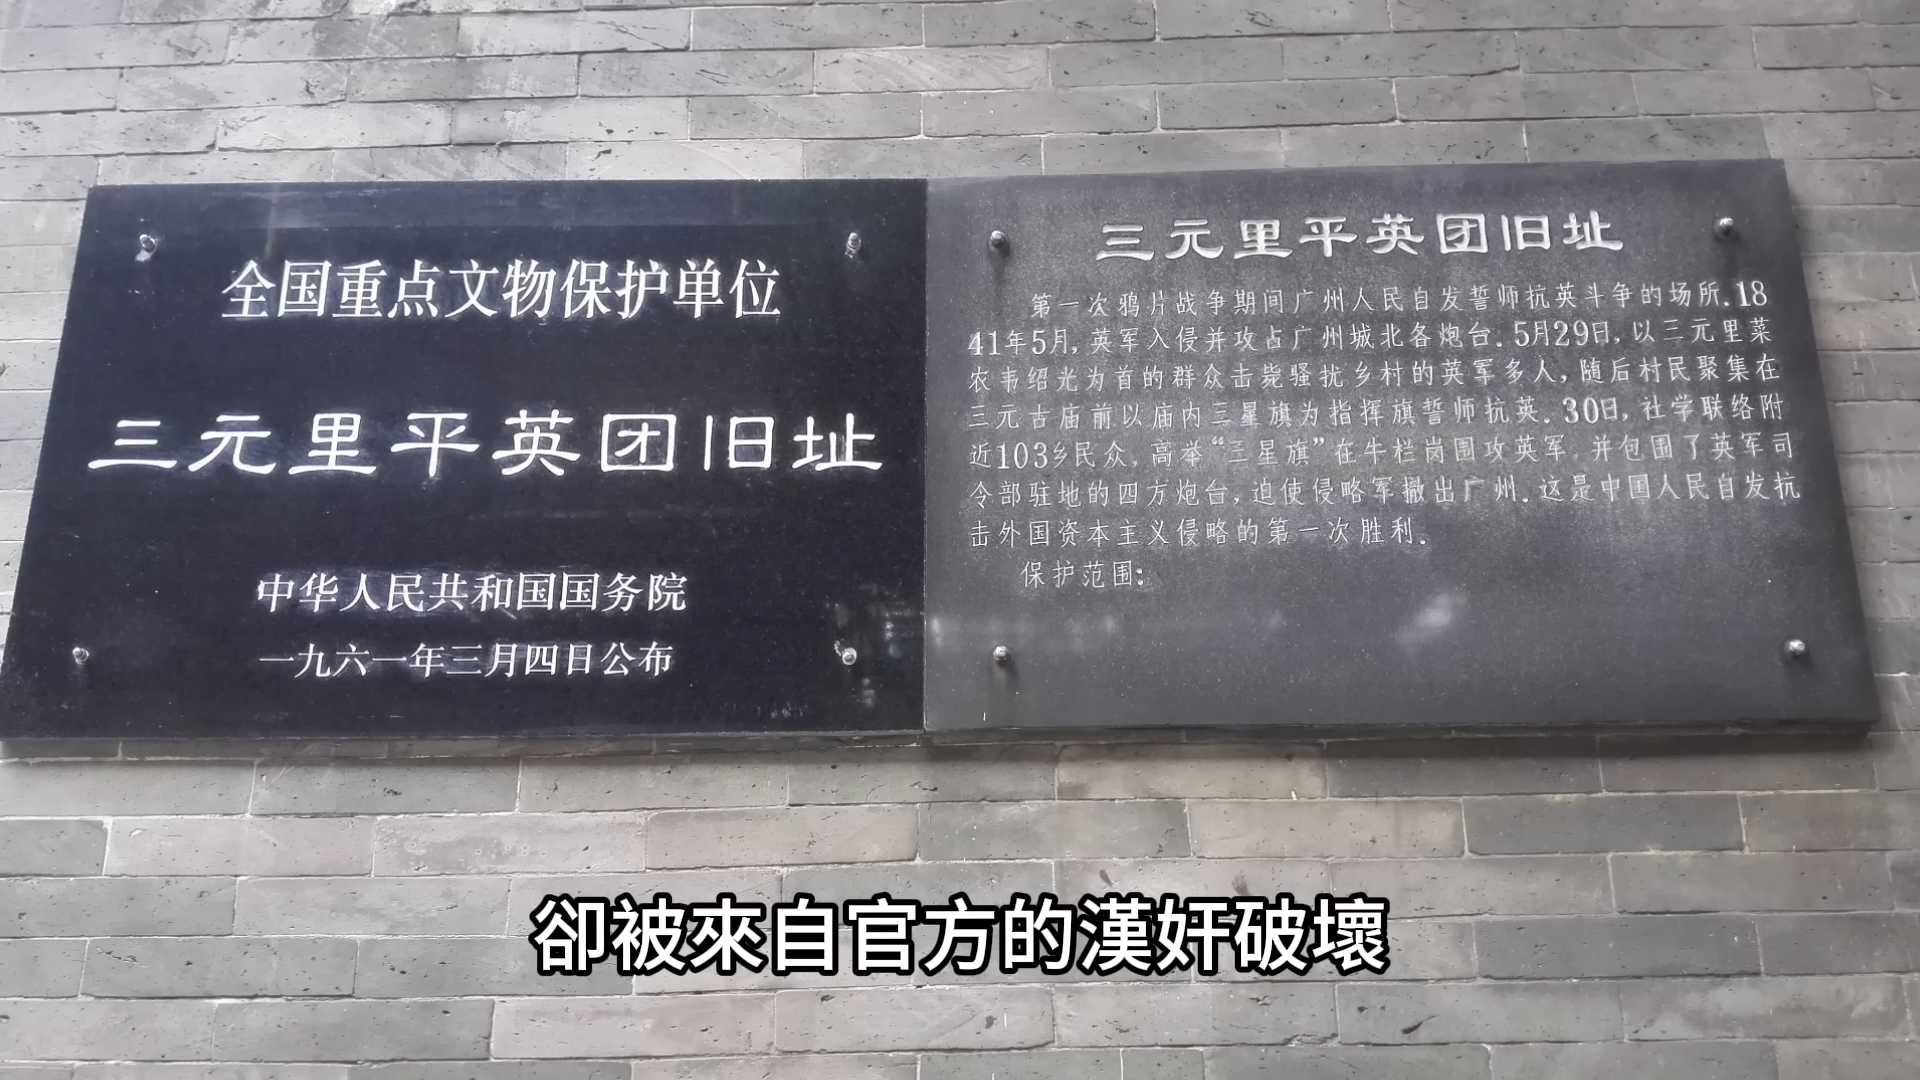 全国重点文物保护单位
三元里平英团旧址
中华人民共和国国务院
一九六一年三月四日公布
三元里平英团旧址
第一次鸦片战争期间广州人民自发誓师抗英斗争的场所.18
41年5月,英军入侵并攻占广州城北各炮台.5月29日,以三元里菜
农韦绍光为首的群众击毙骚扰乡村的英军多人,随后村民聚集在
三元古庙前以庙内三星旗为指挥旗誓师抗英.30日,社学联络附
近103乡民众,高举“三星旗”在牛栏岗围攻英军,并包围了英军司
令部驻地的四方炮台,迫使侵略军撤出广州.这是中国人民自发抗
击外国资本主义侵略的第一次胜利.
保护范围:
卻被來自官方的漢奸破壞